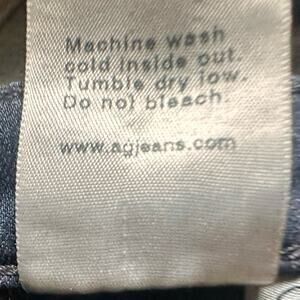 Machine wash
cold inside out.
Tumble dry low.
Do not bleach.
www.agjeans.com